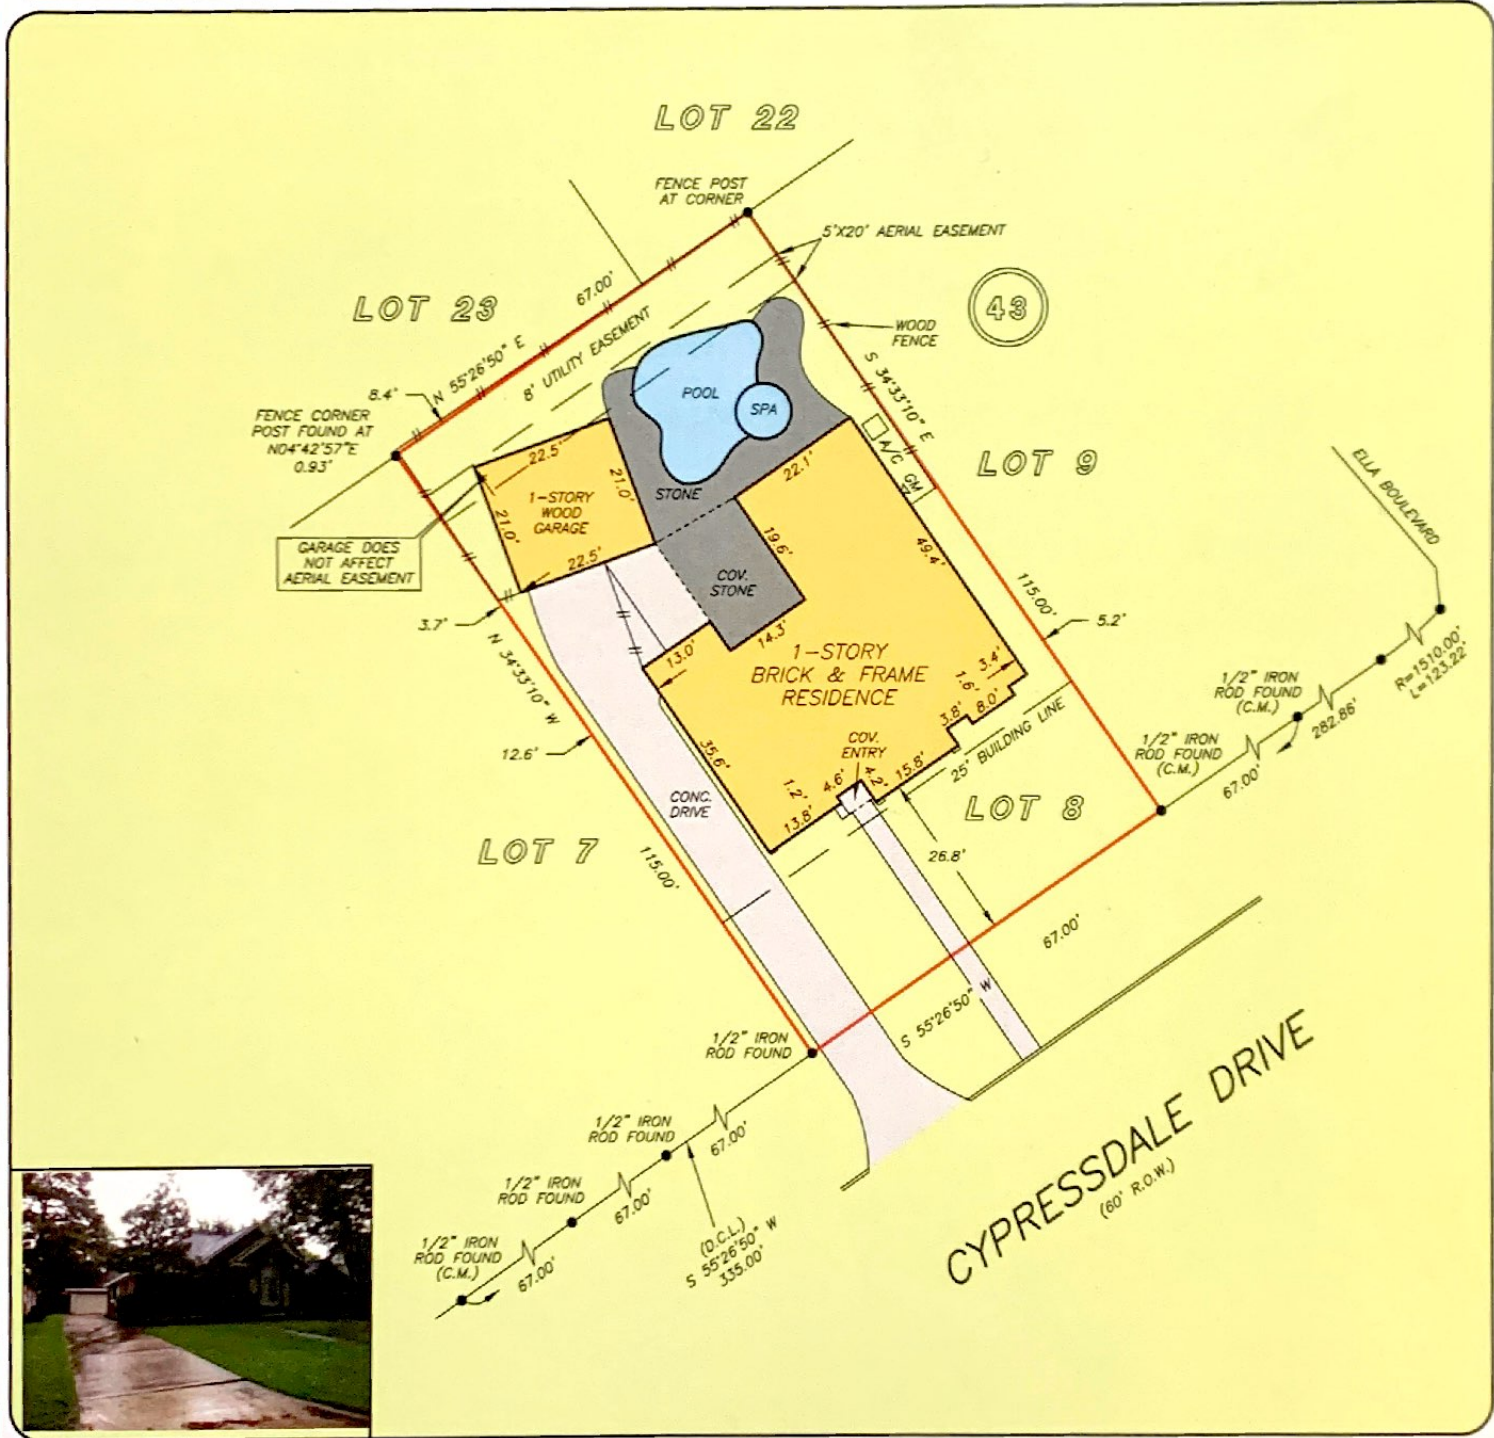 LOT 22
FENCE POST
AT CORNER
5'X20' AERIAL EASEMENT
LOT 23
67.00'
43
WOOD
FENCE
N 55°26'50" E
8' UTILITY EASEMENT
8.4'
S 34°33'10" E
POOL
SPA
FENCE CORNER
POST FOUND AT
N04°42'57"E
0.93'
22.5'
21.0'
22.1'
A/C
GM
LOT 9
ELLA BOULEVARD
STONE
1-STORY
WOOD
GARAGE
21.0'
22.5'
19.6'
49.4'
GARAGE DOES
NOT AFFECT
AERIAL EASEMENT
COV.
STONE
115.00'
5.2'
3.7'
N 34°33'10" W
13.0'
14.3'
1-STORY
BRICK & FRAME
RESIDENCE
3.4'
1.6'
8.0'
3.8'
R=1510.00'
L=123.22'
1/2" IRON
ROD FOUND
(C.M.)
282.86'
12.6'
35.6'
COV.
ENTRY
25' BUILDING LINE
1/2" IRON
ROD FOUND
(C.M.)
67.00'
1.2'
4.6'
4.2'
15.8'
13.8'
CONC.
DRIVE
LOT 8
LOT 7
115.00'
26.8'
67.00'
S 55°26'50" W
1/2" IRON
ROD FOUND
CYPRESSDALE DRIVE
(60' R.O.W.)
1/2" IRON
ROD FOUND
67.00'
1/2" IRON
ROD FOUND
67.00'
(D.C.L.)
S 55°26'50" W
335.00'
1/2" IRON
ROD FOUND
(C.M.)
67.00'